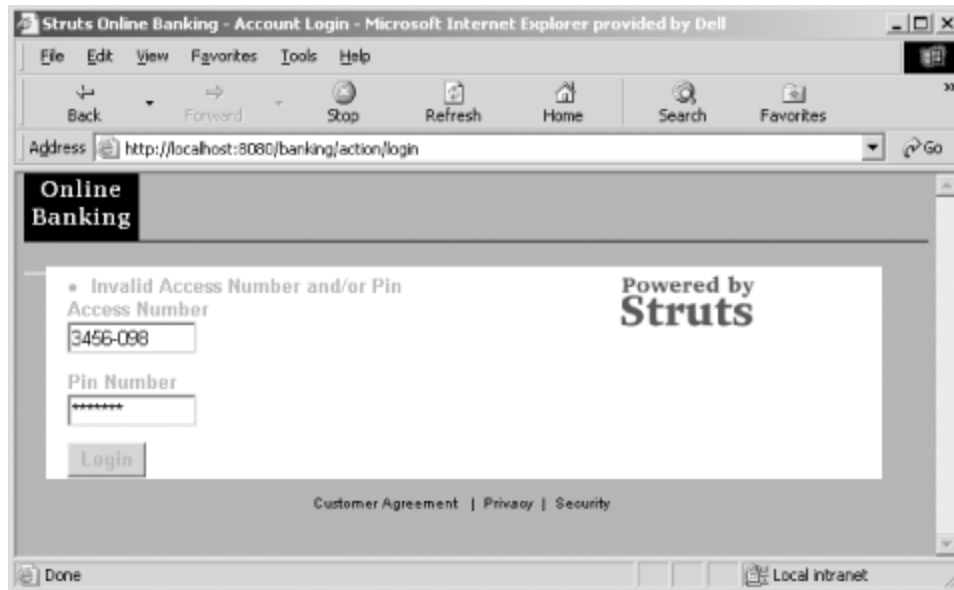 Struts Online Banking - Account Login - Microsoft Internet Explorer provided by Dell
File Edit View Favorites Tools Help
Back Forward Stop Refresh Home Search Favorites »
Address http://localhost:8080/banking/action/login Go
Online
Banking
• Invalid Access Number and/or Pin
Powered by
Struts
Access Number
3456-098
Pin Number
*******
Login
Customer Agreement | Privacy | Security
Done Local intranet